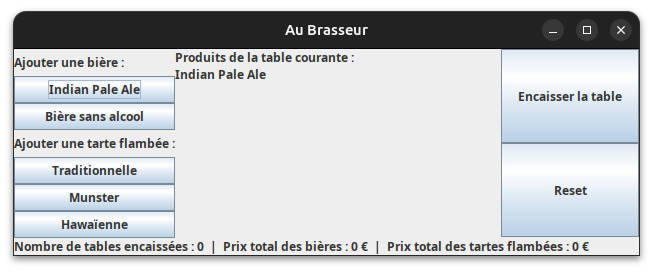 Au Brasseur
Ajouter une bière :
Indian Pale Ale
Bière sans alcool
Ajouter une tarte flambée :
Traditionnelle
Munster
Hawaïenne
Produits de la table courante :
Indian Pale Ale
Encaisser la table
Reset
Nombre de tables encaissées : 0 | Prix total des bières : 0 € | Prix total des tartes flambées : 0 €